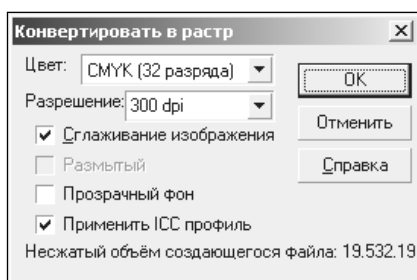 Конвертировать в растр
Цвет: CMYK (32 разряда)
OK
Разрешение: 300 dpi
Отменить
Сглаживание изображения
Размытый
Справка
Прозрачный фон
Применить ICC профиль
Несжатый объём создающегося файла: 19.532.19